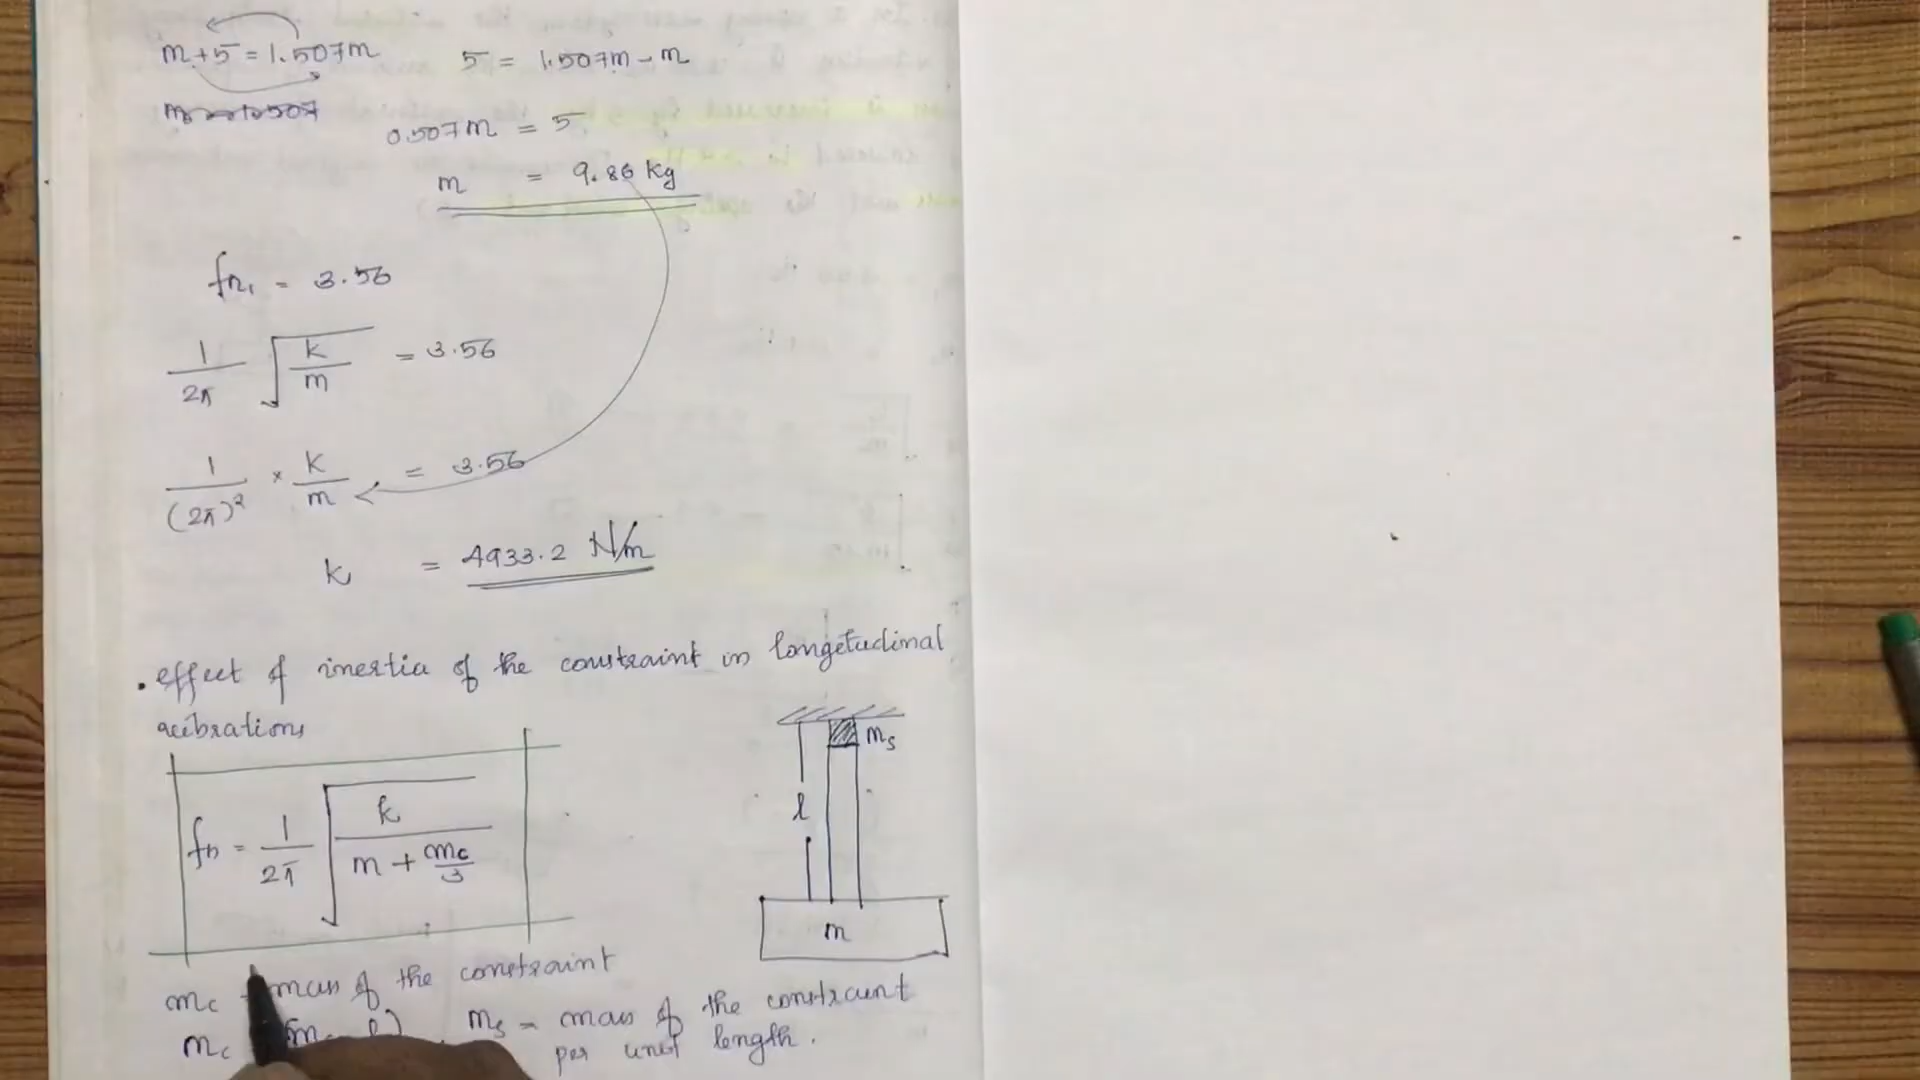 m+5 = 1.507m 5 = 1.507m - m
0.507m = 5
m = 9.86 kg
fn₁ = 3.56
1/2π √(k/m) = 3.56
1/(2π)² × k/m = 3.56
k = 4933.2 N/m
. effect of inertia of the constraint in longetudinal
vibrations
mₛ
l
fn = 1/2π √(k/(m + mc/3))
m
mc mass of the constraint
mc mₛ = mass of the constraint
per unit length.